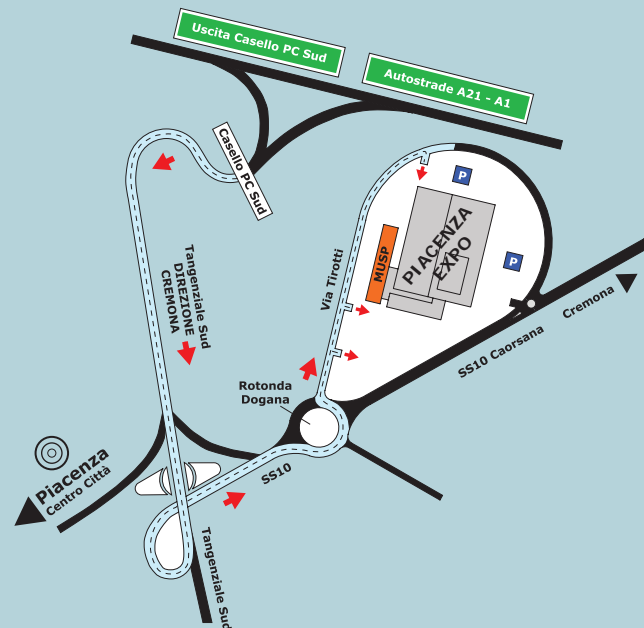 Uscita Casello PC Sud
Autostrade A21 - A1
Casello PC Sud
P
PIACENZA
EXPO
MUSP
P
Via Tirotti
Tangenziale Sud
DIREZIONE
CREMONA
Cremona
SS10 Caorsana
Rotonda
Dogana
Piacenza
Centro Città
SS10
Tangenziale Sud